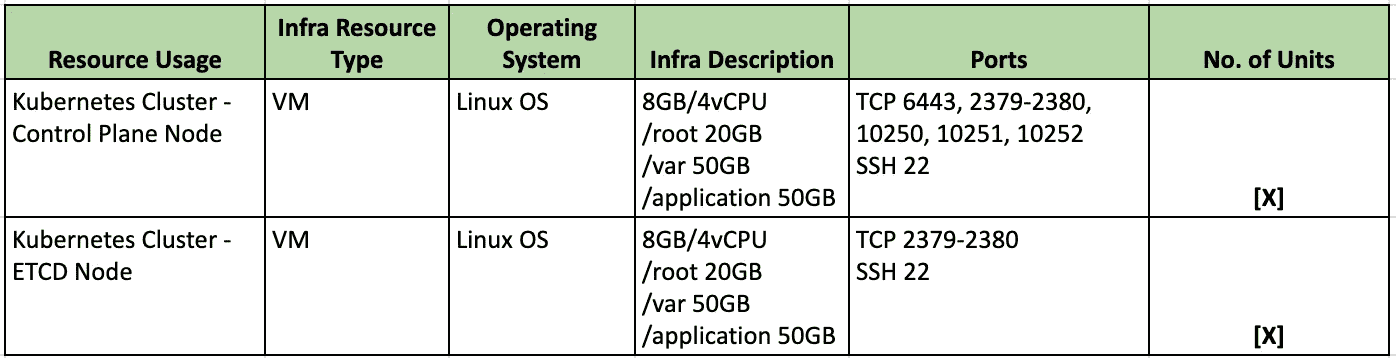 Resource Usage
Infra Resource
Type
Operating
System
Infra Description
Ports
No. of Units
Kubernetes Cluster -
Control Plane Node
VM
Linux OS
8GB/4vCPU
/root 20GB
/var 50GB
/application 50GB
TCP 6443, 2379-2380,
10250, 10251, 10252
SSH 22
[X]
Kubernetes Cluster -
ETCD Node
VM
Linux OS
8GB/4vCPU
/root 20GB
/var 50GB
/application 50GB
TCP 2379-2380
SSH 22
[X]